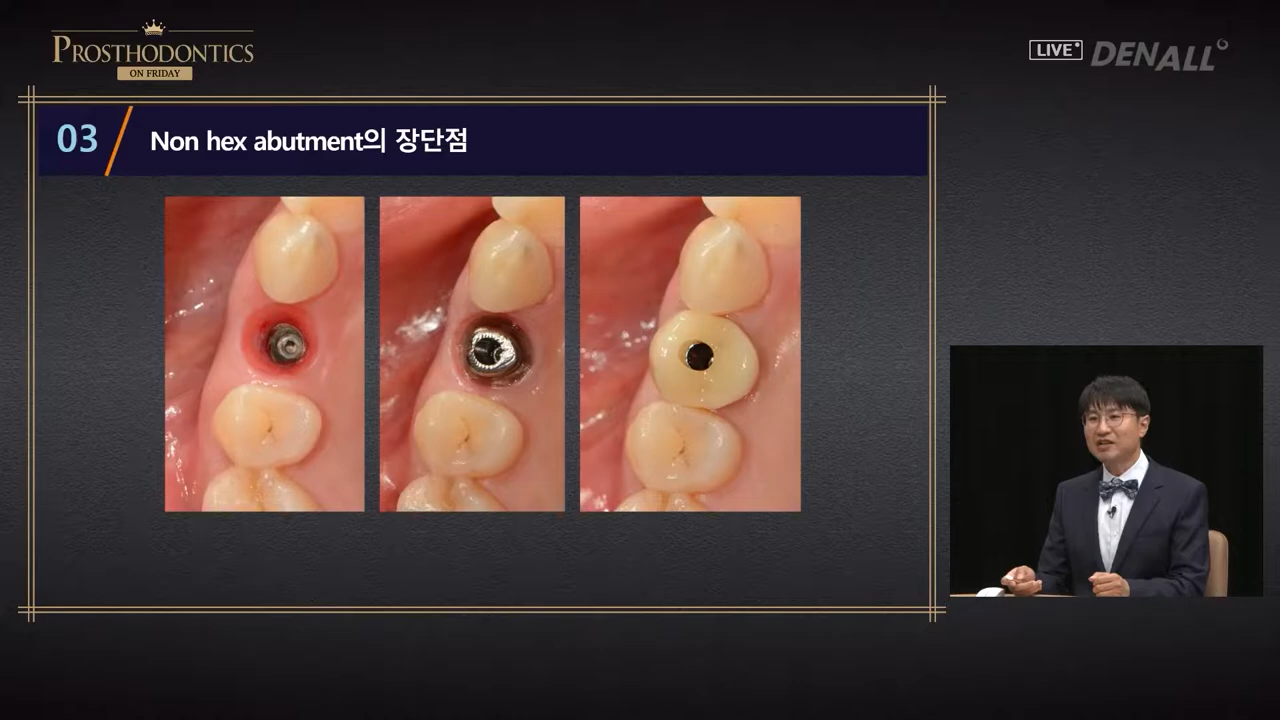 PROSTHODONTICS
ON FRIDAY
LIVE
DENALL
03
Non hex abutment의 장단점